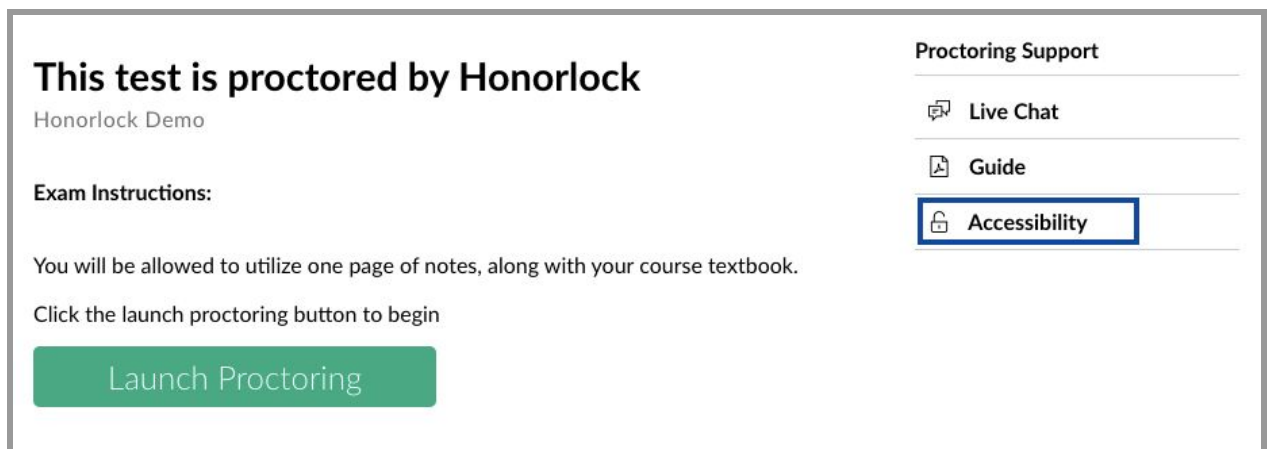 This test is proctored by Honorlock
Honorlock Demo
Exam Instructions:
You will be allowed to utilize one page of notes, along with your course textbook.
Click the launch proctoring button to begin
Launch Proctoring
Proctoring Support
Live Chat
Guide
Accessibility